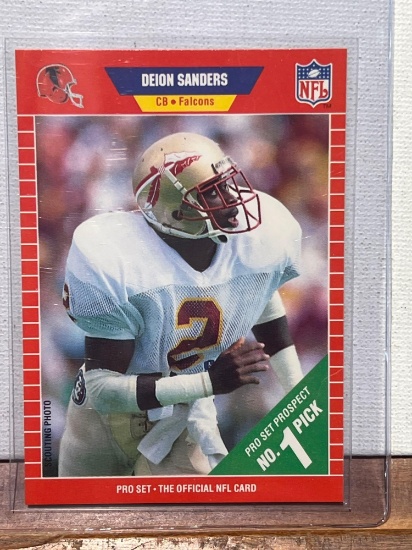 DEION SANDERS
CB • Falcons
NFL
2
SCOUTING PHOTO
PRO SET PROSPECT
NO. 1 PICK
PRO SET • THE OFFICIAL NFL CARD